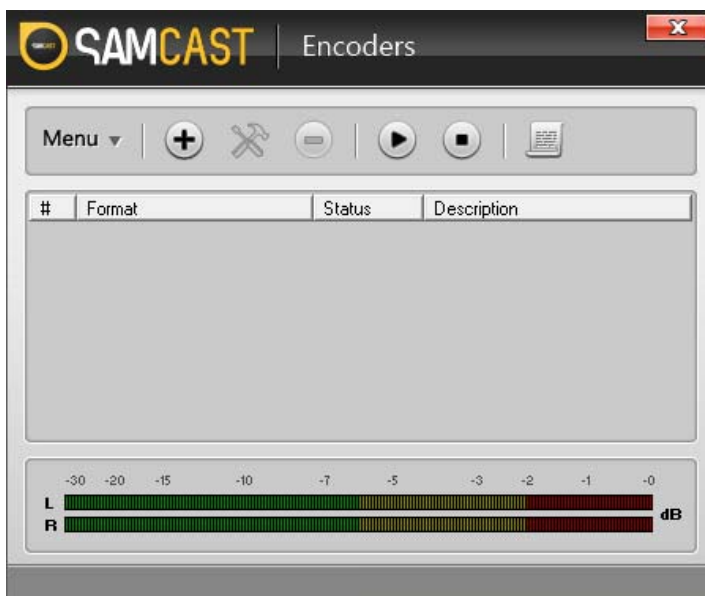 SAMCAST Encoders
Menu
# Format Status Description
-30 -20 -15 -10 -7 -5 -3 -2 -1 -0
L
dB
R